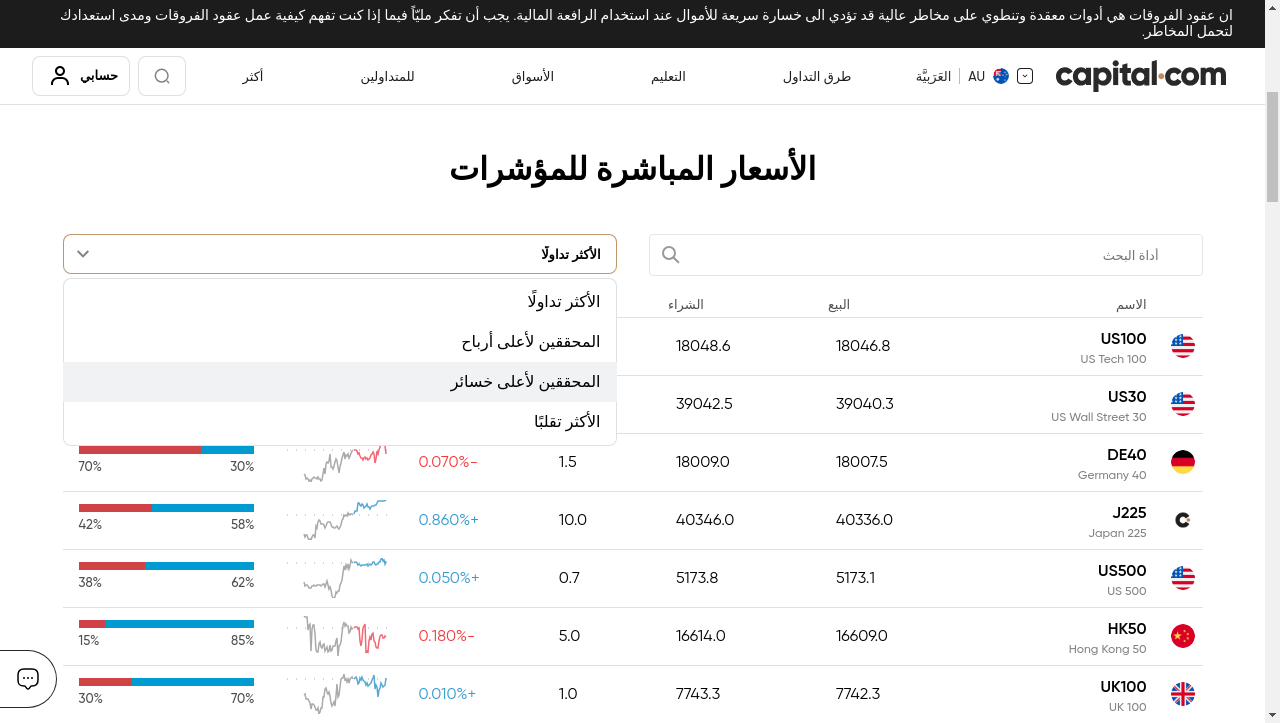 ان عقود الفروقات هي أدوات معقدة وتنطوي على مخاطر عالية قد تؤدي الى خسارة سريعة للأموال عند استخدام الرافعة المالية. يجب أن تفكر مليّاً فيما إذا كنت تفهم كيفية عمل عقود الفروقات ومدى استعدادك
لتحمل المخاطر.
capital.com AU العَرَبيَّة طرق التداول التعليم الأسواق للمتداولين أكثر حسابي
الأسعار المباشرة للمؤشرات
أداة البحث
الأكثر تداولًا
الأكثر تداولًا
المحققين لأعلى أرباح
المحققين لأعلى خسائر
الأكثر تقلبًا
الاسم البيع الشراء
US100 18046.8 18048.6
US Tech 100
US30 39040.3 39042.5
US Wall Street 30
DE40 18007.5 18009.0 1.5 0.070%- 30% 70%
Germany 40
J225 40336.0 40346.0 10.0 0.860%+ 58% 42%
Japan 225
US500 5173.1 5173.8 0.7 0.050%+ 62% 38%
US 500
HK50 16609.0 16614.0 5.0 0.180%- 85% 15%
Hong Kong 50
UK100 7742.3 7743.3 1.0 0.010%+ 70% 30%
UK 100